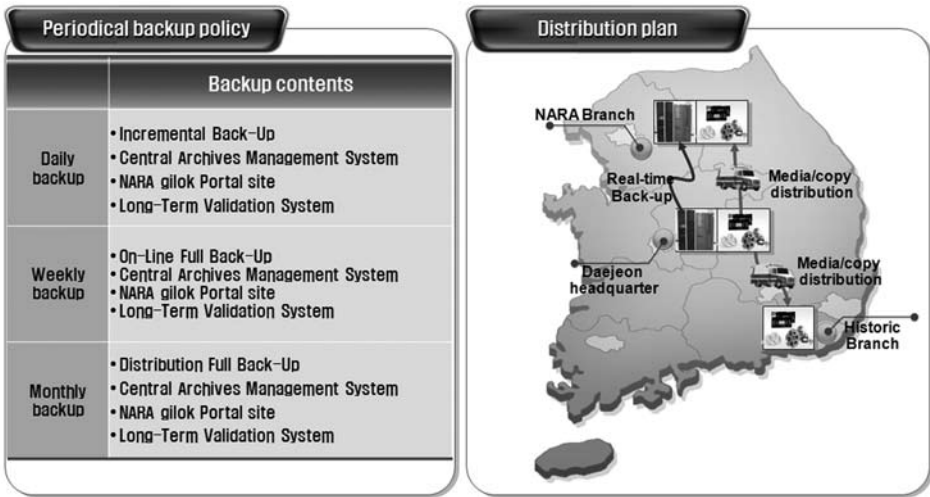 Periodical backup policy
Backup contents
Daily
backup
• Incremental Back-Up
• Central Archives Management System
• NARA gilok Portal site
• Long-Term Validation System
Weekly
backup
• On-Line Full Back-Up
• Central Archives Management System
• NARA gilok Portal site
• Long-Term Validation System
Monthly
backup
• Distribution Full Back-Up
• Central Archives Management System
• NARA gilok Portal site
• Long-Term Validation System
Distribution plan
NARA Branch
Real-time
Back-up
Media/copy
distribution
Daejeon
headquarter
Media/copy
distribution
Historic
Branch